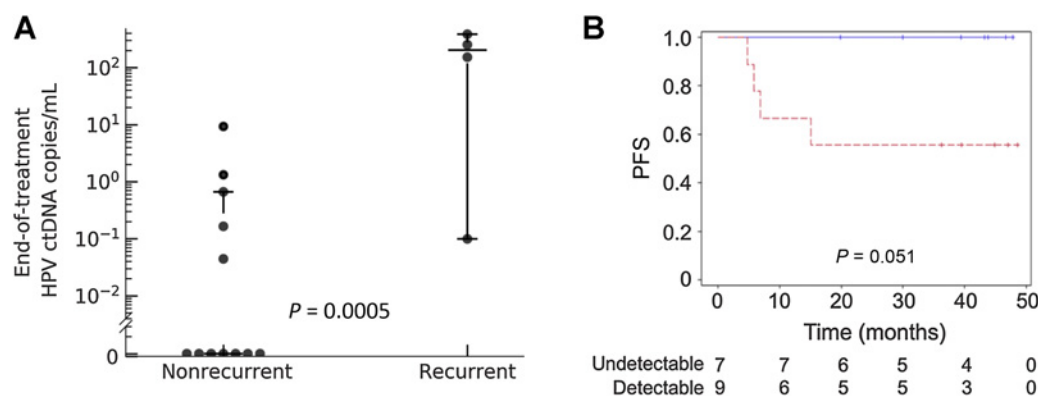 A
End-of-treatment
HPV ctDNA copies/mL
10²
10¹
10⁰
10⁻¹
10⁻²
0
P = 0.0005
Nonrecurrent
Recurrent
B
PFS
1.0
0.8
0.6
0.4
0.2
0
P = 0.051
0 10 20 30 40 50
Time (months)
Undetectable 7 7 6 5 4 0
Detectable 9 6 5 5 3 0